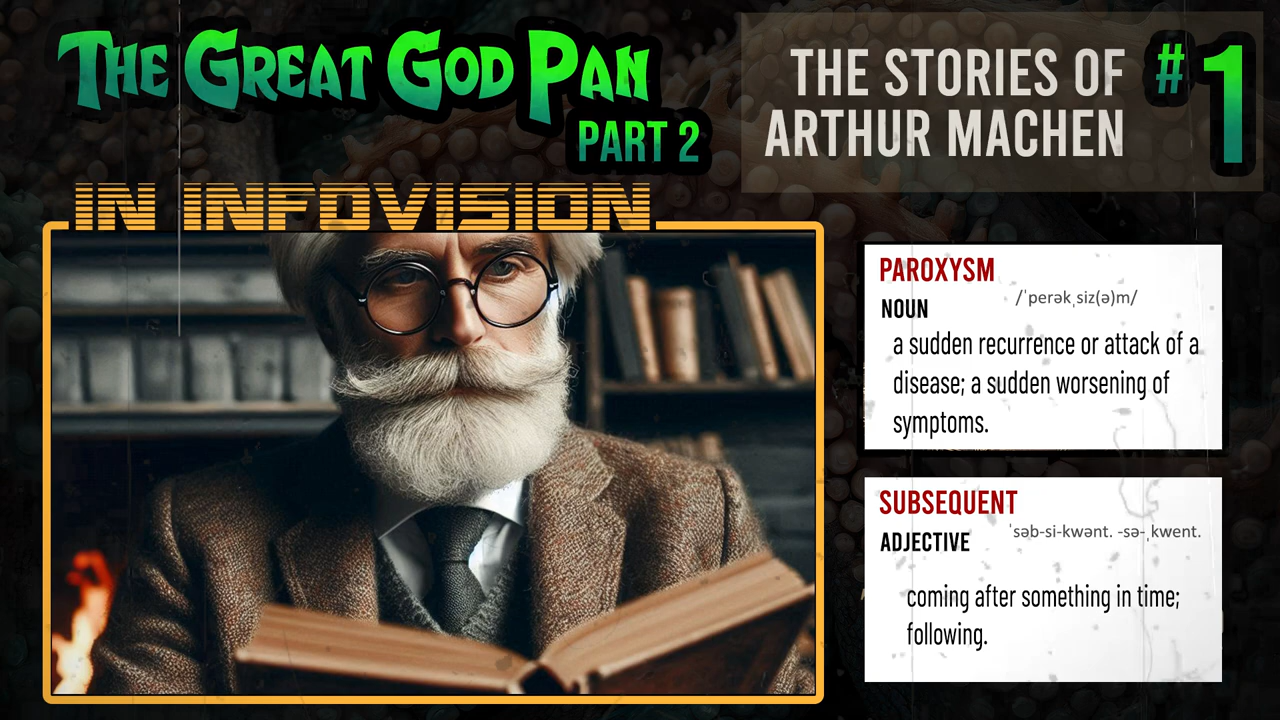 THE GREAT GOD PAN
PART 2
THE STORIES OF
ARTHUR MACHEN
#1
IN INFOVISION
PAROXYSM
NOUN
/ˈperəkˌsiz(ə)m/
a sudden recurrence or attack of a
disease; a sudden worsening of
symptoms.
SUBSEQUENT
ADJECTIVE
ˈsəb-si-kwənt. -sə-ˌkwent.
coming after something in time;
following.